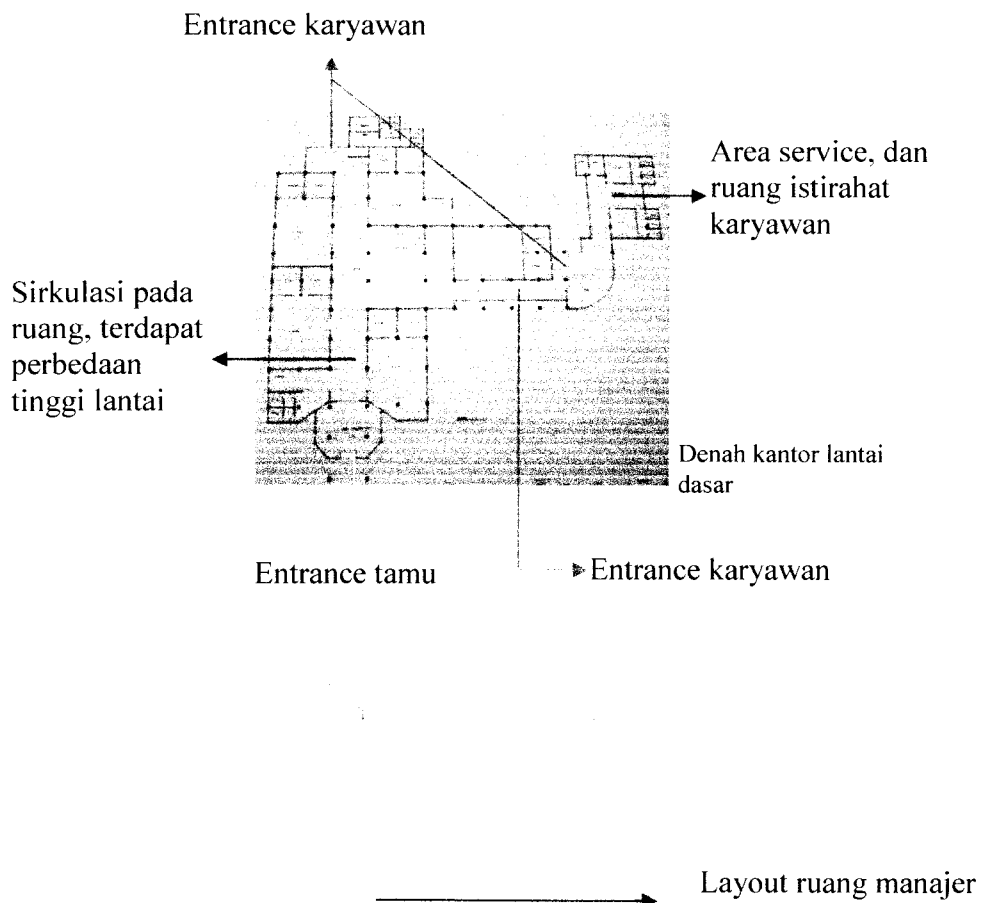 Entrance karyawan
Area service, dan
ruang istirahat
karyawan
Sirkulasi pada
ruang, terdapat
perbedaan
tinggi lantai
Denah kantor lantai
dasar
Entrance tamu
Entrance karyawan
Layout ruang manajer